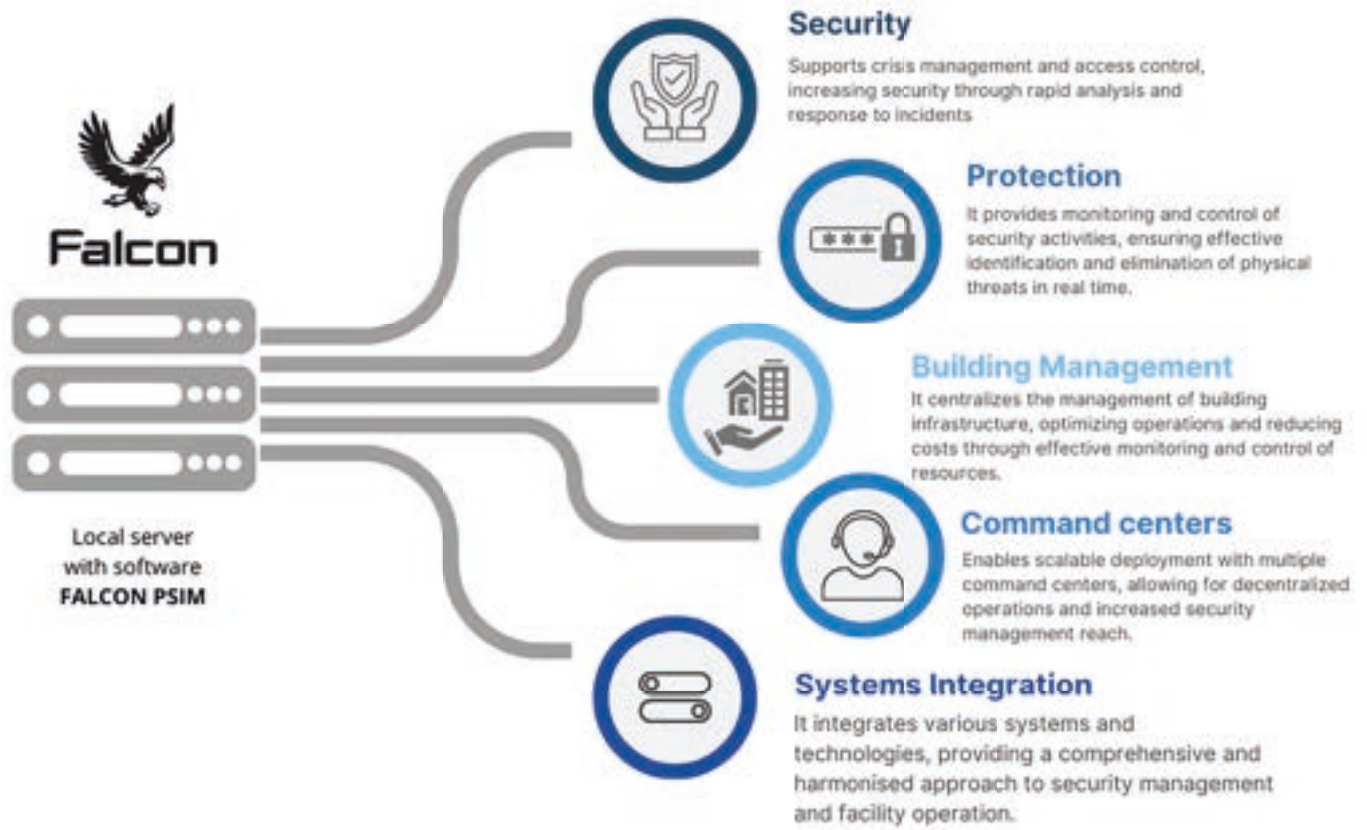 Falcon
Local server
with software
FALCON PSIM
Security
Supports crisis management and access control,
increasing security through rapid analysis and
response to incidents
Protection
It provides monitoring and control of
security activities, ensuring effective
identification and elimination of physical
threats in real time.
Building Management
It centralizes the management of building
infrastructure, optimizing operations and reducing
costs through effective monitoring and control of
resources.
Command centers
Enables scalable deployment with multiple
command centers, allowing for decentralized
operations and increased security
management reach.
Systems Integration
It integrates various systems and
technologies, providing a comprehensive and
harmonised approach to security management
and facility operation.